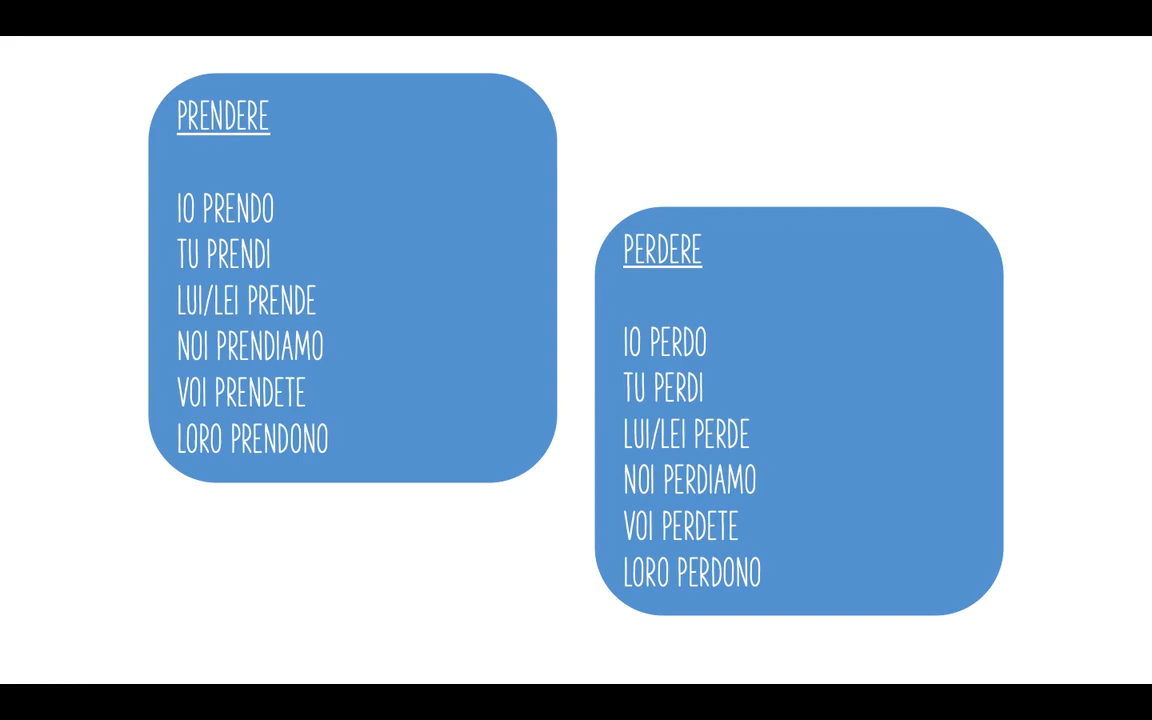 PRENDERE
IO PRENDO
TU PRENDI
LUI/LEI PRENDE
NOI PRENDIAMO
VOI PRENDETE
LORO PRENDONO
PERDERE
IO PERDO
TU PERDI
LUI/LEI PERDE
NOI PERDIAMO
VOI PERDETE
LORO PERDONO